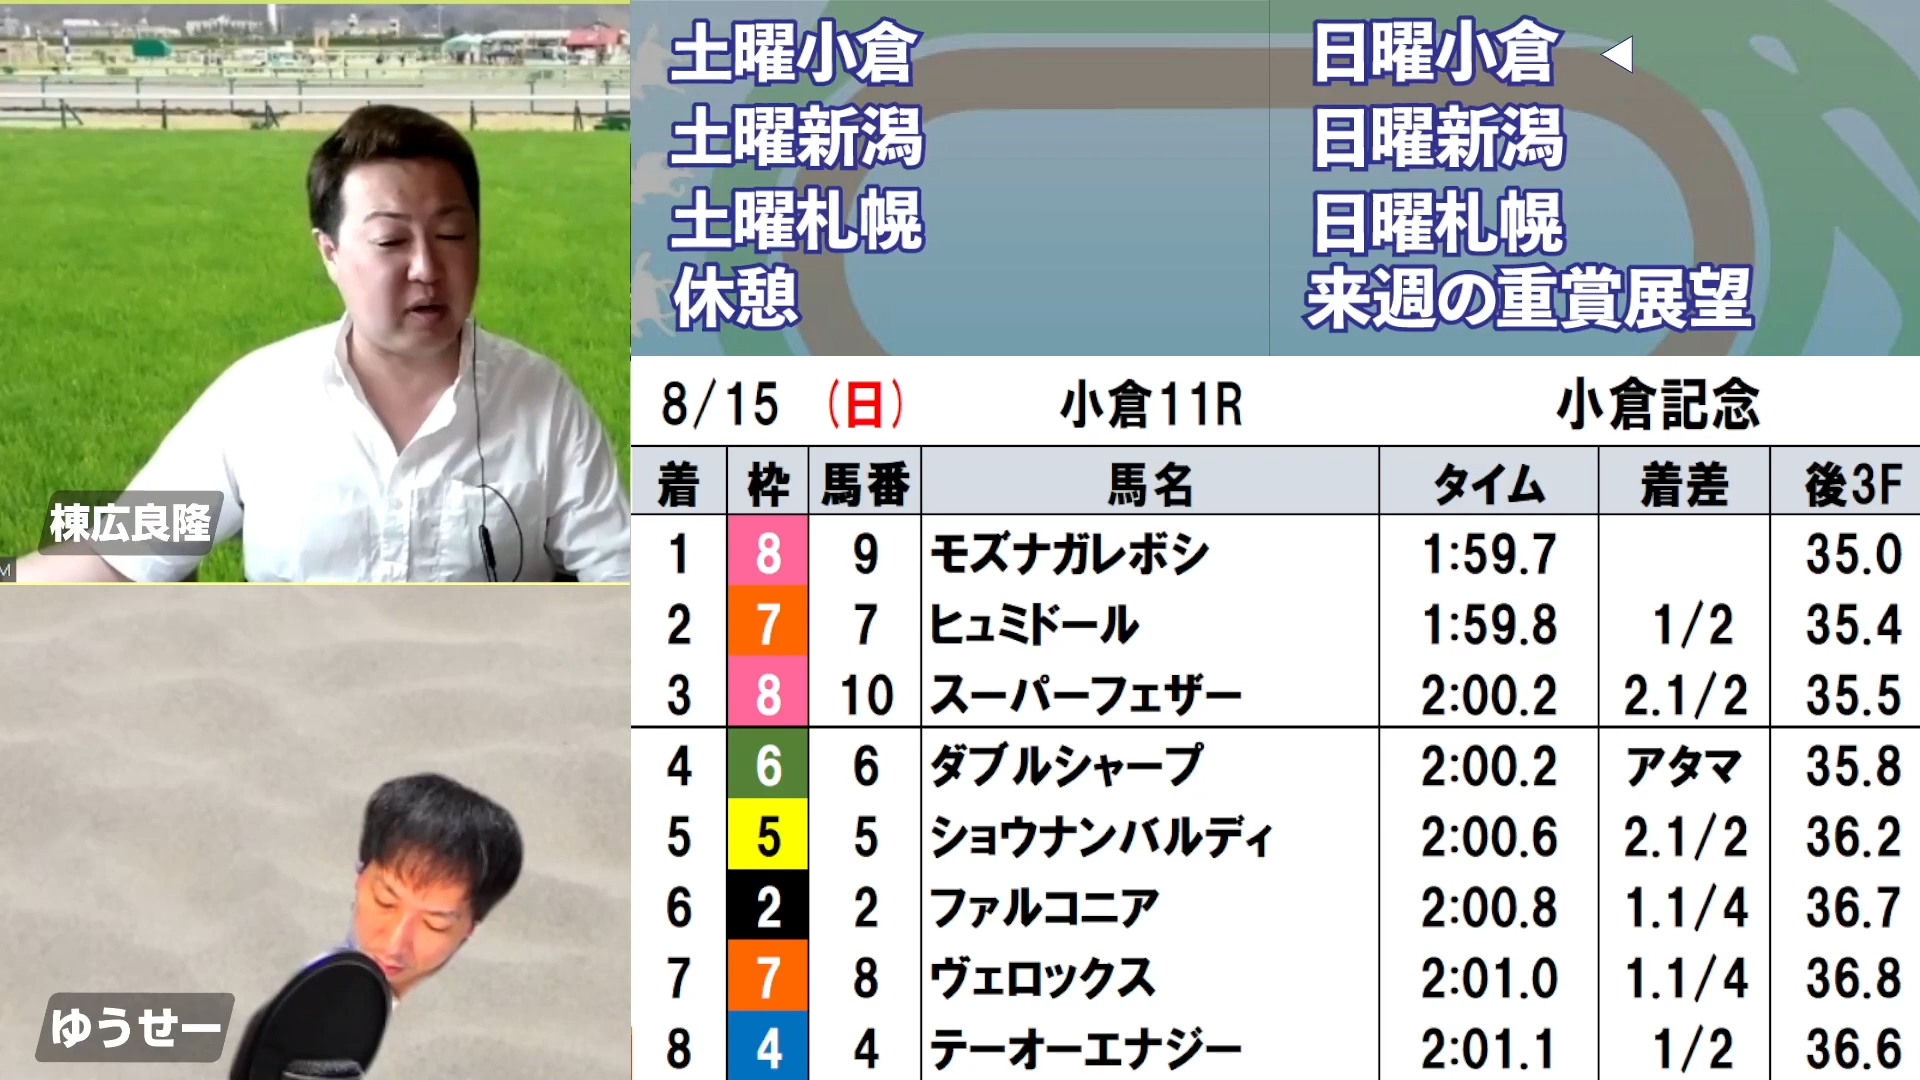 土曜小倉
土曜新潟
土曜札幌
休憩
日曜小倉 ◀
日曜新潟
日曜札幌
来週の重賞展望
8/15 (日) 小倉11R 小倉記念
着 枠 馬番 馬名 タイム 着差 後3F
1 8 9 モズナガレボシ 1:59.7 35.0
2 7 7 ヒュミドール 1:59.8 1/2 35.4
3 8 10 スーパーフェザー 2:00.2 2.1/2 35.5
4 6 6 ダブルシャープ 2:00.2 アタマ 35.8
5 5 5 ショウナンバルディ 2:00.6 2.1/2 36.2
6 2 2 ファルコニア 2:00.8 1.1/4 36.7
7 7 8 ヴェロックス 2:01.0 1.1/4 36.8
8 4 4 テーオーエナジー 2:01.1 1/2 36.6
棟広良隆
M
ゆうせー